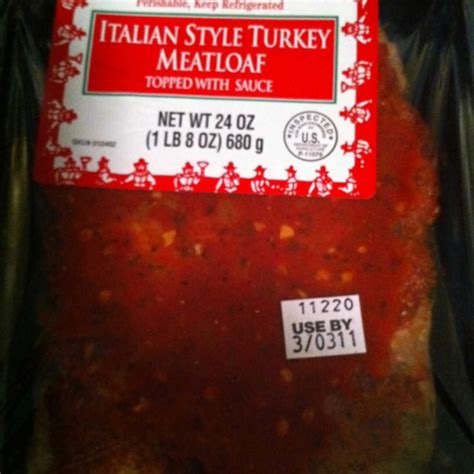 Perishable, Keep Refrigerated
ITALIAN STYLE TURKEY
MEATLOAF
TOPPED WITH SAUCE
NET WT 24 OZ
(1 LB 8 OZ) 680 g
INSPECTED
U.S.
11220
USE BY
3/0311